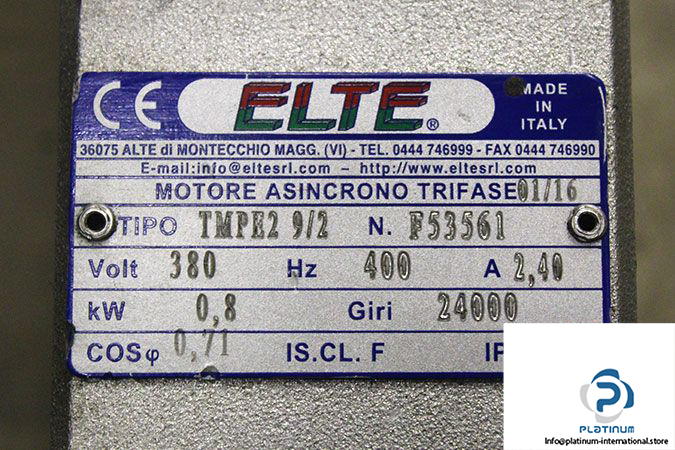 CE ELTE ® MADE IN ITALY
36075 ALTE di MONTECCHIO MAGG. (VI) - TEL. 0444 746999 - FAX 0444 746990
E-mail:info@eltesrl.com – http://www.eltesrl.com
MOTORE ASINCRONO TRIFASE 01/16
TIPO TMPE2 9/2 N. F53561
Volt 380 Hz 400 A 2,40
kW 0,8 Giri 24000
COSφ 0,71 IS.CL. F IP
PLATINUM
Info@platinum-international.store